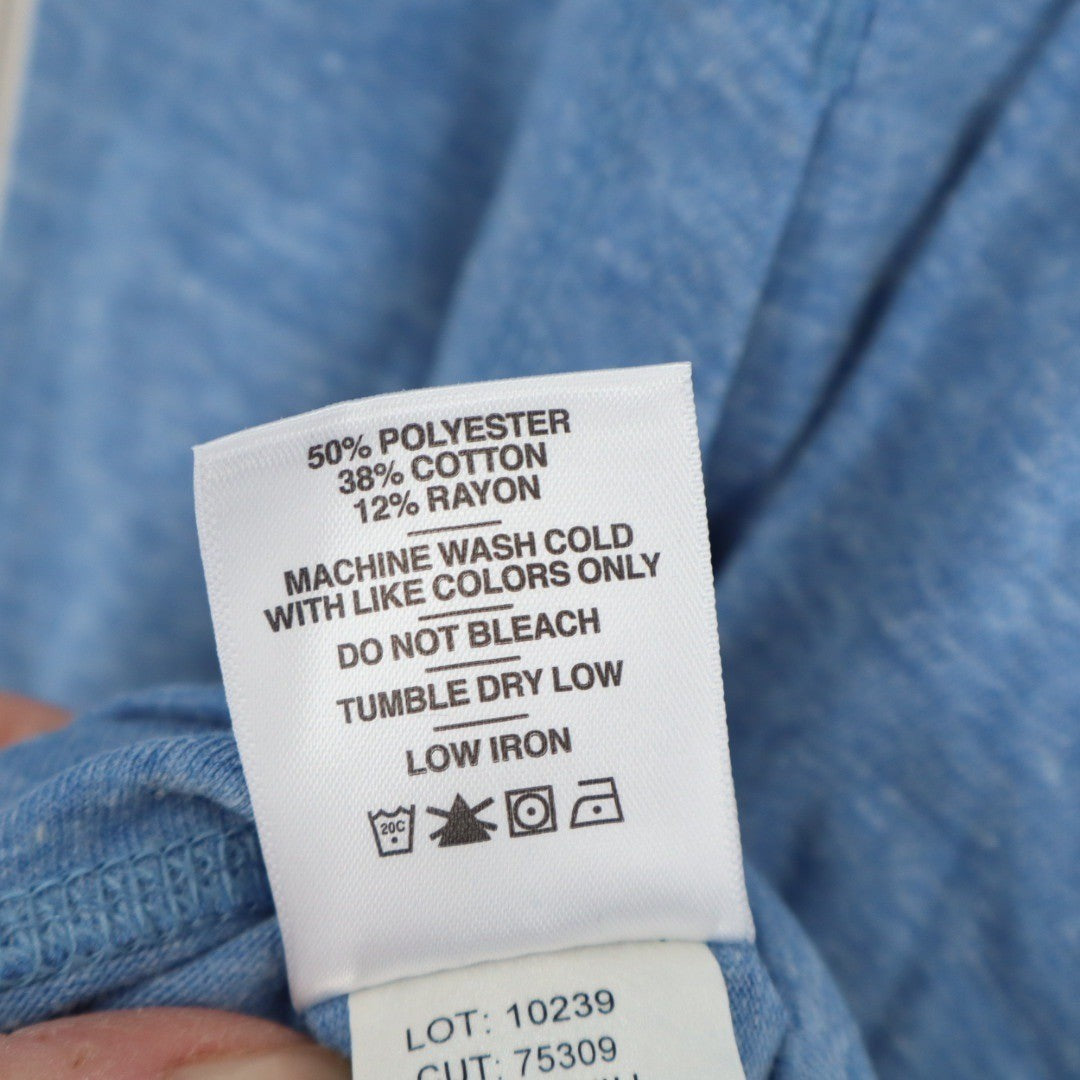 50% POLYESTER
38% COTTON
12% RAYON
MACHINE WASH COLD
WITH LIKE COLORS ONLY
DO NOT BLEACH
TUMBLE DRY LOW
LOW IRON
20C
LOT: 10239
CUT: 75309